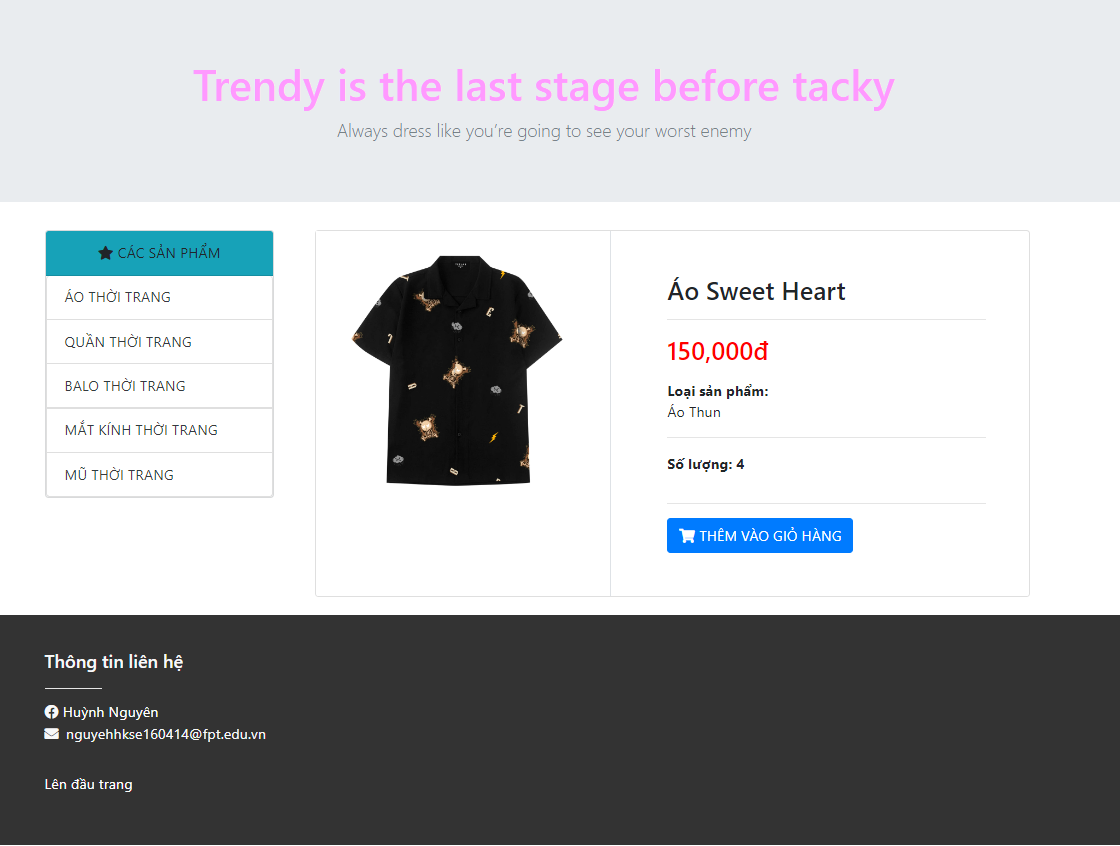 Trendy is the last stage before tacky
Always dress like you’re going to see your worst enemy
CÁC SẢN PHẨM
ÁO THỜI TRANG
QUẦN THỜI TRANG
BALO THỜI TRANG
MẮT KÍNH THỜI TRANG
MŨ THỜI TRANG
Áo Sweet Heart
150,000đ
Loại sản phẩm:
Áo Thun
Số lượng: 4
THÊM VÀO GIỎ HÀNG
Thông tin liên hệ
Huỳnh Nguyên
nguyehhkse160414@fpt.edu.vn
Lên đầu trang